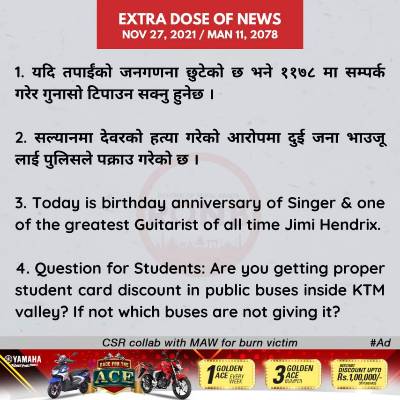 EXTRA DOSE OF NEWS
NOV 27, 2021 / MAN 11, 2078
1. यदि तपाईंको जनगणना छुटेको छ भने ११७८ मा सम्पर्क
गरेर गुनासो टिपाउन सक्नु हुनेछ ।
2. सल्यानमा देवरको हत्या गरेको आरोपमा दुई जना भाउजू
लाई पुलिसले पक्राउ गरेको छ ।
3. Today is birthday anniversary of Singer & one
of the greatest Guitarist of all time Jimi Hendrix.
4. Question for Students: Are you getting proper
student card discount in public buses inside KTM
valley? If not which buses are not giving it?
CSR collab with MAW for burn victim
#Ad
YAMAHA
RACE FOR THE
ACE
1 GOLDEN ACE EVERY WEEK
3 GOLDEN ACE BUMPER
DISCOUNT UPTO
Rs.1,00,000/-